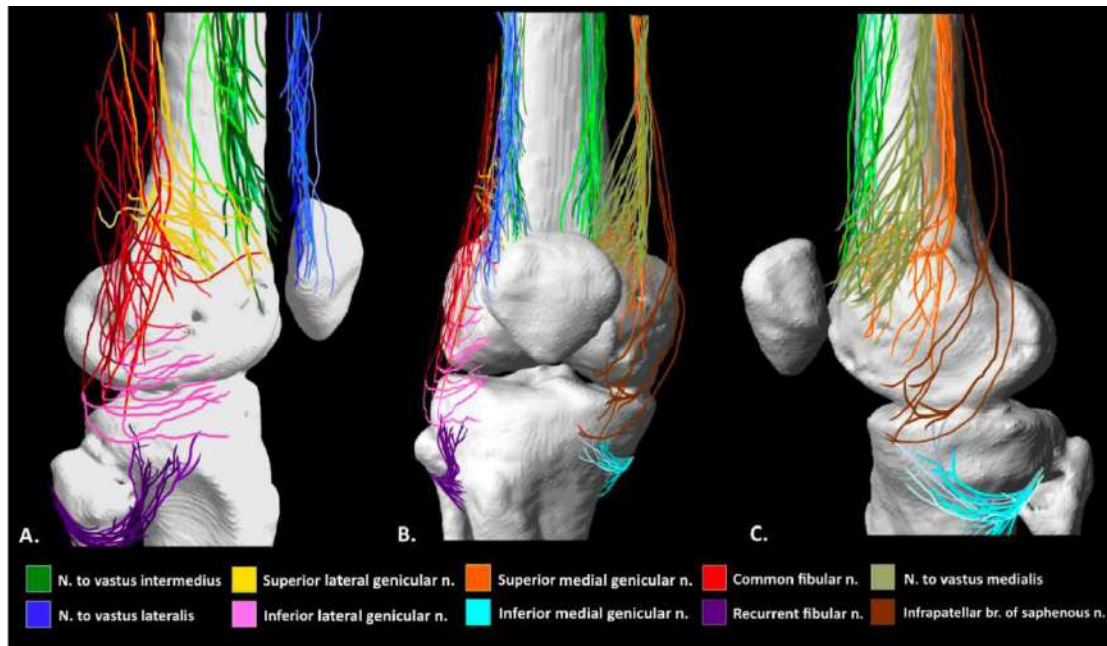 A.
B.
C.
N. to vastus intermedius
Superior lateral genicular n.
Superior medial genicular n.
Common fibular n.
N. to vastus medialis
N. to vastus lateralis
Inferior lateral genicular n.
Inferior medial genicular n.
Recurrent fibular n.
Infrapatellar br. of saphenous n.